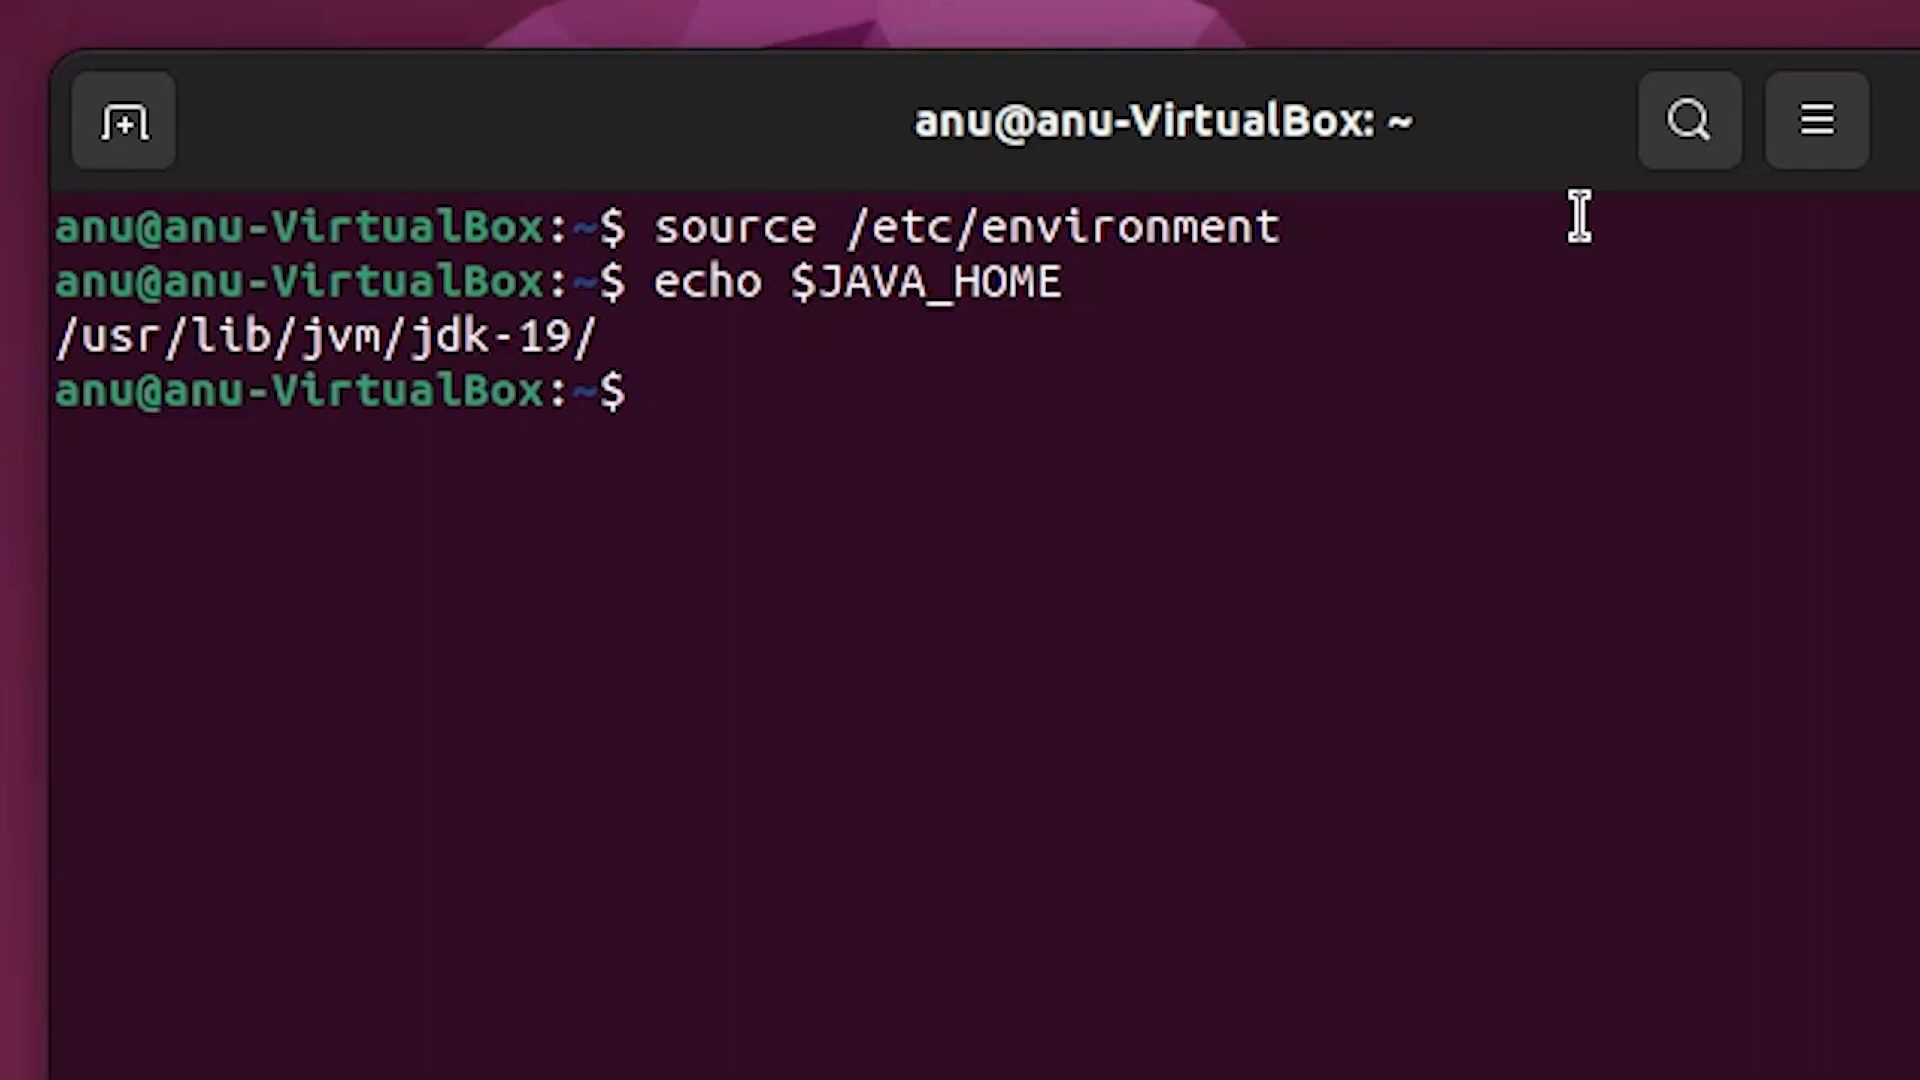 anu@anu-VirtualBox: ~
anu@anu-VirtualBox:~$ source /etc/environment
anu@anu-VirtualBox:~$ echo $JAVA_HOME
/usr/lib/jvm/jdk-19/
anu@anu-VirtualBox:~$